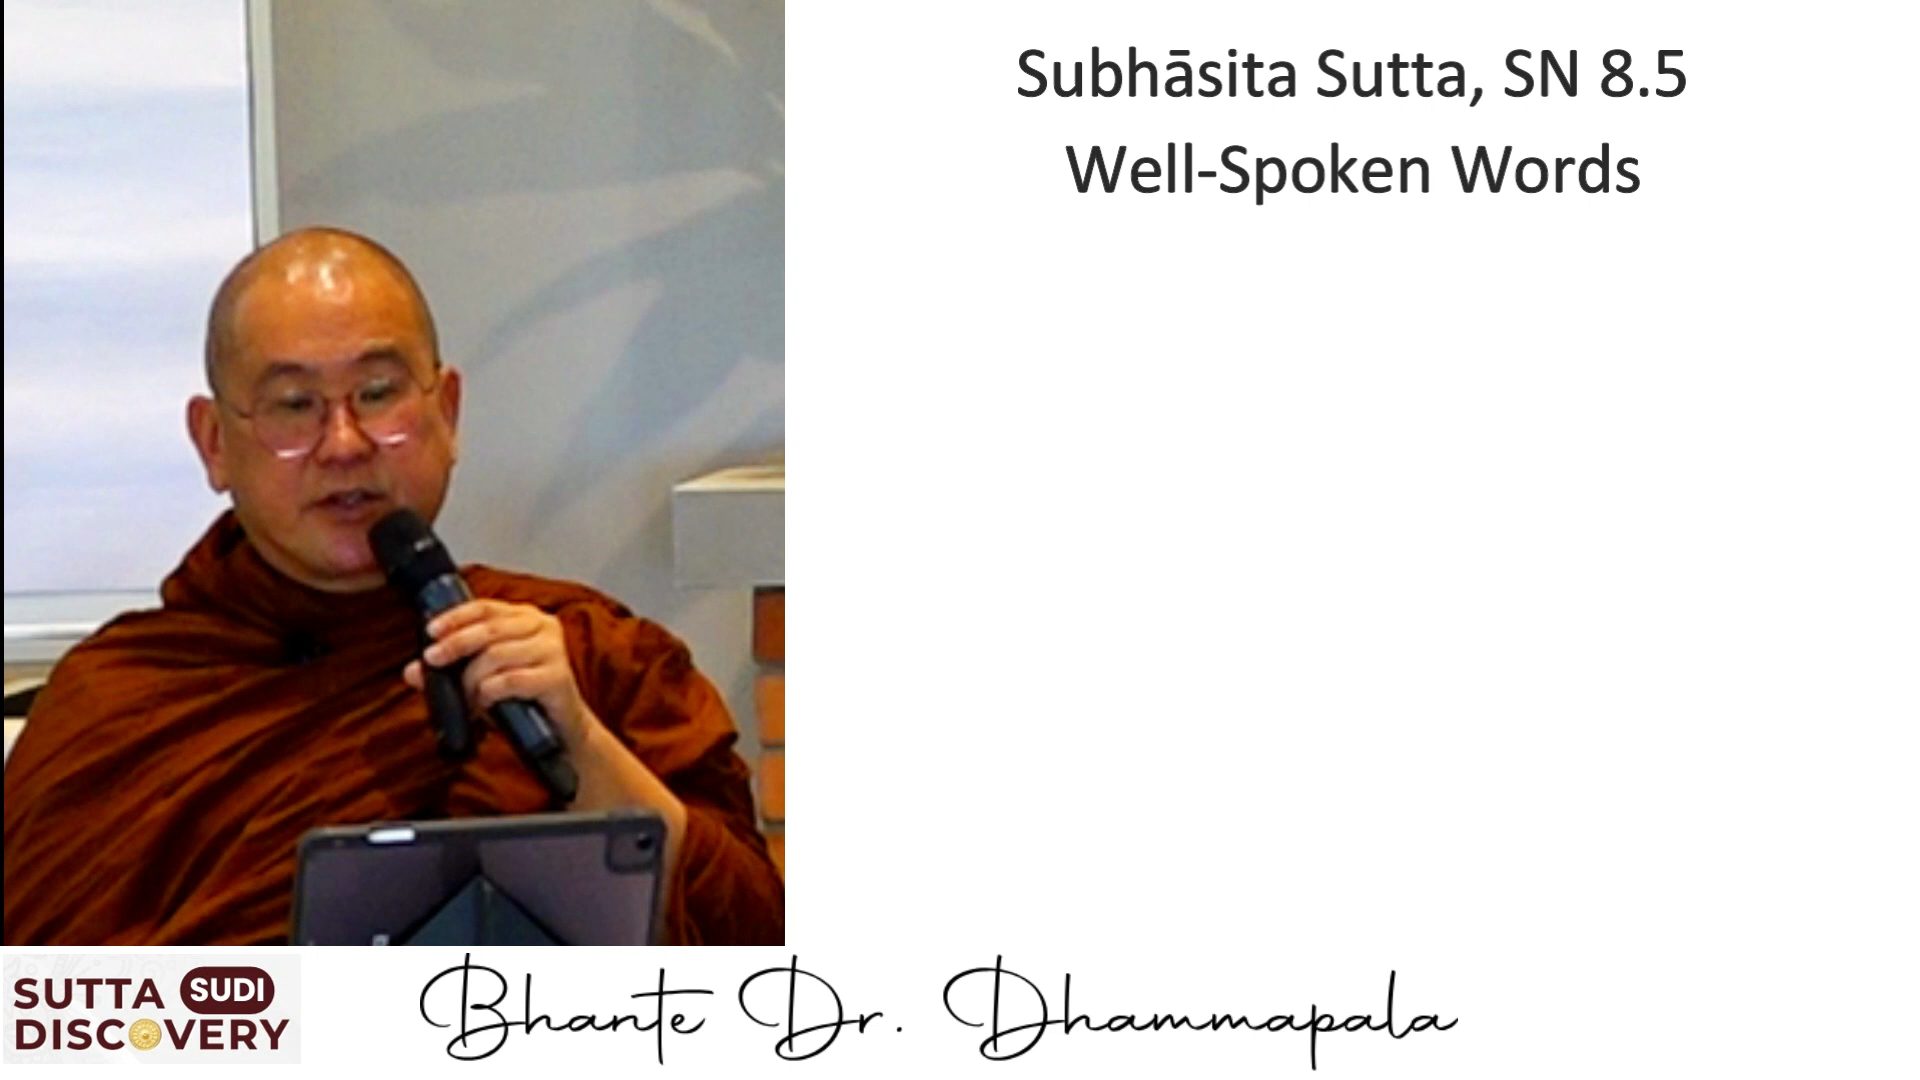 Subhāsita Sutta, SN 8.5
Well-Spoken Words
SUTTA SUDI
DISCOVERY
Bhante Dr. Dhammapala